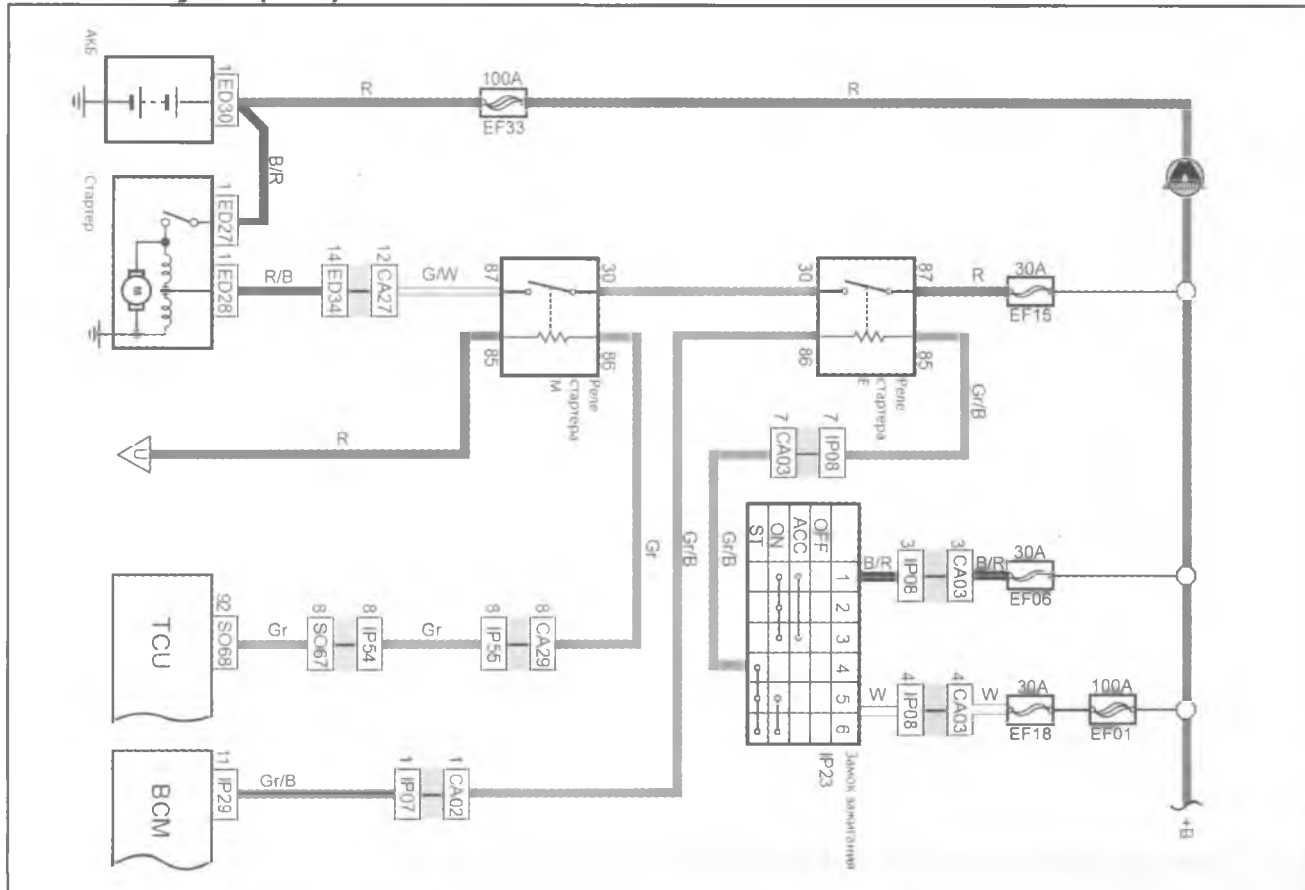 АКБ
1 ED30
R
100A
EF33
R
B/R
Стартер
1 ED27
1 ED28
M
R/B
14 ED34
12 CA27
G/W
87
30
85
86
Реле
стартера
М
30
87
86
85
Реле
стартера
Е
R
30A
EF15
Gr/B
7 CA03
7 IP08
R
U
Gr
Gr/B
Gr/B
OFF
ACC
ON
ST
1
2
3
4
5
6
B/R
3 IP08
3 CA03
B/R
30A
EF06
W
4 IP08
4 CA03
W
30A
EF18
100A
EF01
IP23
Замок зажигания
+B
TCU
92 SO68
Gr
8 SO67
8 IP54
Gr
8 IP55
8 CA29
BCM
11 IP29
Gr/B
1 IP07
1 CA02